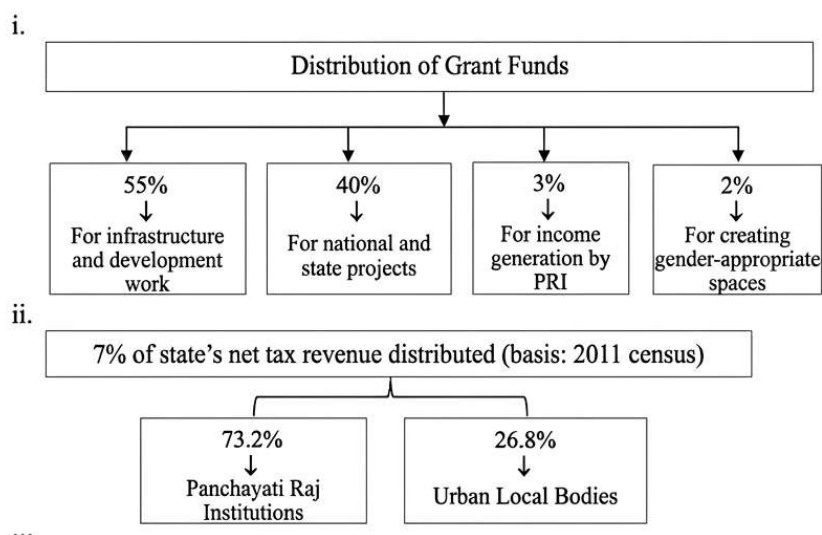 i.
Distribution of Grant Funds
55%
↓
For infrastructure
and development
work
40%
↓
For national and
state projects
3%
↓
For income
generation by
PRI
2%
↓
For creating
gender-appropriate
spaces
ii.
7% of state's net tax revenue distributed (basis: 2011 census)
73.2%
↓
Panchayati Raj
Institutions
26.8%
↓
Urban Local Bodies